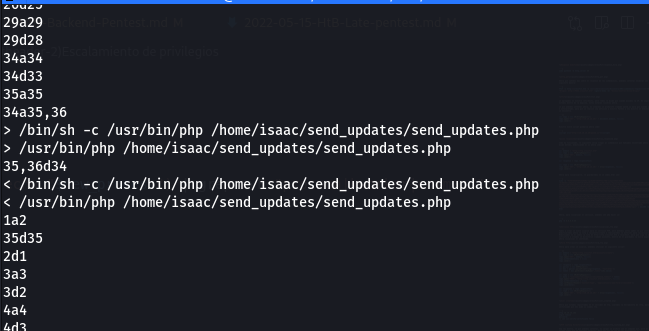 29a29
29d28
34a34
34d33
35a35
34a35,36
> /bin/sh -c /usr/bin/php /home/isaac/send_updates/send_updates.php
> /usr/bin/php /home/isaac/send_updates/send_updates.php
35,36d34
< /bin/sh -c /usr/bin/php /home/isaac/send_updates/send_updates.php
< /usr/bin/php /home/isaac/send_updates/send_updates.php
1a2
35d35
2d1
3a3
3d2
4a4
4d3